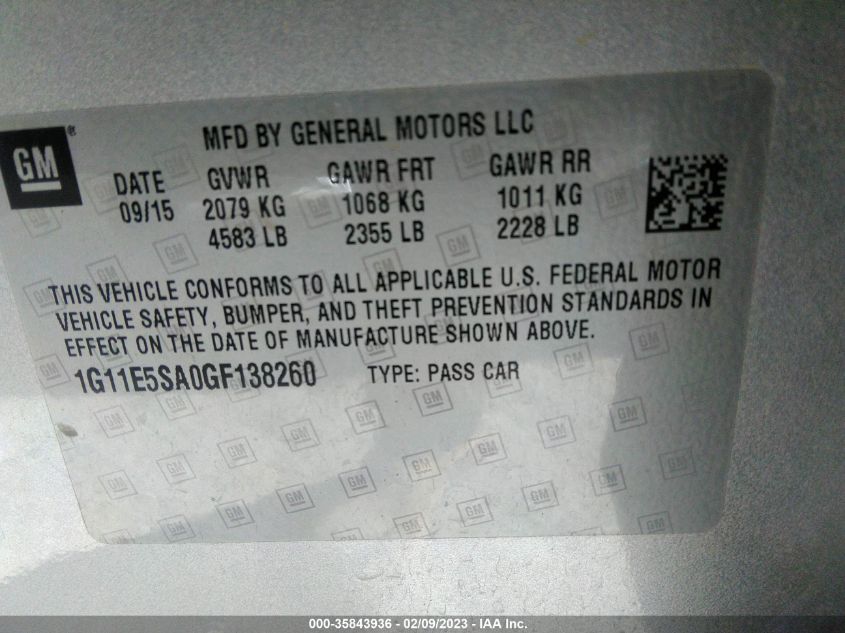 MFD BY GENERAL MOTORS LLC
GM®
DATE GVWR GAWR FRT GAWR RR
09/15 2079 KG 1068 KG 1011 KG
4583 LB 2355 LB 2228 LB
THIS VEHICLE CONFORMS TO ALL APPLICABLE U.S. FEDERAL MOTOR
VEHICLE SAFETY, BUMPER, AND THEFT PREVENTION STANDARDS IN
EFFECT ON THE DATE OF MANUFACTURE SHOWN ABOVE.
1G11E5SA0GF138260 TYPE: PASS CAR
000-35843936 - 02/09/2023 - © IAA Inc.